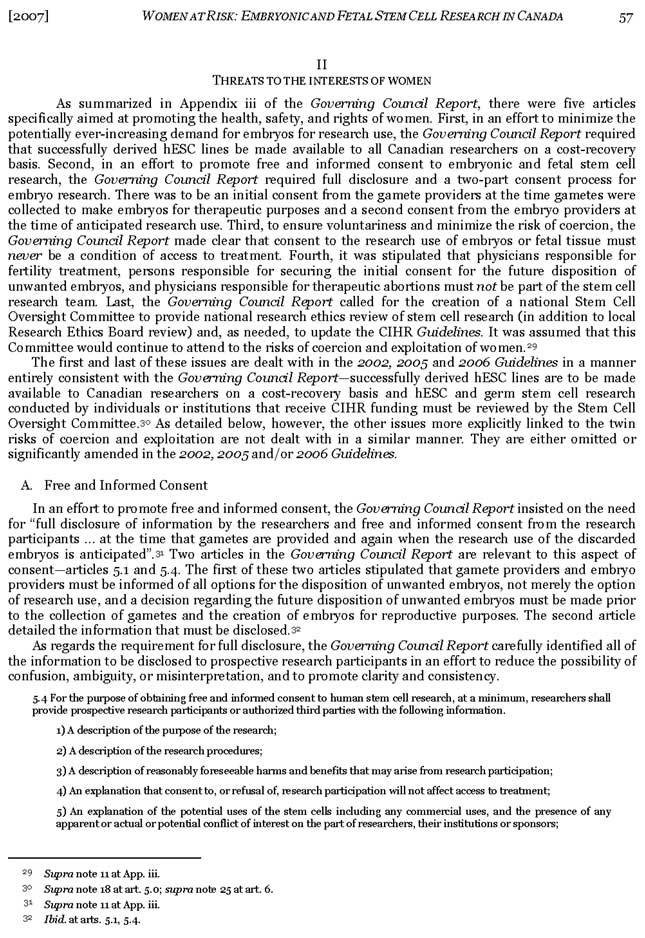 [2007] WOMEN AT RISK: EMBRYONIC AND FETAL STEM CELL RESEARCH IN CANADA 57
II
THREATS TO THE INTERESTS OF WOMEN
As summarized in Appendix iii of the Governing Council Report, there were five articles
specifically aimed at promoting the health, safety, and rights of women. First, in an effort to minimize the
potentially ever-increasing demand for embryos for research use, the Governing Council Report required
that successfully derived hESC lines be made available to all Canadian researchers on a cost-recovery
basis. Second, in an effort to promote free and informed consent to embryonic and fetal stem cell
research, the Governing Council Report required full disclosure and a two-part consent process for
embryo research. There was to be an initial consent from the gamete providers at the time gametes were
collected to make embryos for therapeutic purposes and a second consent from the embryo providers at
the time of anticipated research use. Third, to ensure voluntariness and minimize the risk of coercion, the
Governing Council Report made clear that consent to the research use of embryos or fetal tissue must
never be a condition of access to treatment. Fourth, it was stipulated that physicians responsible for
fertility treatment, persons responsible for securing the initial consent for the future disposition of
unwanted embryos, and physicians responsible for therapeutic abortions must not be part of the stem cell
research team. Last, the Governing Council Report called for the creation of a national Stem Cell
Oversight Committee to provide national research ethics review of stem cell research (in addition to local
Research Ethics Board review) and, as needed, to update the CIHR Guidelines. It was assumed that this
Committee would continue to attend to the risks of coercion and exploitation of women.29
The first and last of these issues are dealt with in the 2002, 2005 and 2006 Guidelines in a manner
entirely consistent with the Governing Council Report—successfully derived hESC lines are to be made
available to Canadian researchers on a cost-recovery basis and hESC and germ stem cell research
conducted by individuals or institutions that receive CIHR funding must be reviewed by the Stem Cell
Oversight Committee.30 As detailed below, however, the other issues more explicitly linked to the twin
risks of coercion and exploitation are not dealt with in a similar manner. They are either omitted or
significantly amended in the 2002, 2005 and/or 2006 Guidelines.
A. Free and Informed Consent
In an effort to promote free and informed consent, the Governing Council Report insisted on the need
for “full disclosure of information by the researchers and free and informed consent from the research
participants ... at the time that gametes are provided and again when the research use of the discarded
embryos is anticipated”.31 Two articles in the Governing Council Report are relevant to this aspect of
consent—articles 5.1 and 5.4. The first of these two articles stipulated that gamete providers and embryo
providers must be informed of all options for the disposition of unwanted embryos, not merely the option
of research use, and a decision regarding the future disposition of unwanted embryos must be made prior
to the collection of gametes and the creation of embryos for reproductive purposes. The second article
detailed the information that must be disclosed.32
As regards the requirement for full disclosure, the Governing Council Report carefully identified all of
the information to be disclosed to prospective research participants in an effort to reduce the possibility of
confusion, ambiguity, or misinterpretation, and to promote clarity and consistency.
5.4 For the purpose of obtaining free and informed consent to human stem cell research, at a minimum, researchers shall
provide prospective research participants or authorized third parties with the following information.
1) A description of the purpose of the research;
2) A description of the research procedures;
3) A description of reasonably foreseeable harms and benefits that may arise from research participation;
4) An explanation that consent to, or refusal of, research participation will not affect access to treatment;
5) An explanation of the potential uses of the stem cells including any commercial uses, and the presence of any
apparent or actual or potential conflict of interest on the part of researchers, their institutions or sponsors;
29 Supra note 11 at App. iii.
30 Supra note 18 at art. 5.0; supra note 25 at art. 6.
31 Supra note 11 at App. iii.
32 Ibid. at arts. 5.1, 5.4.